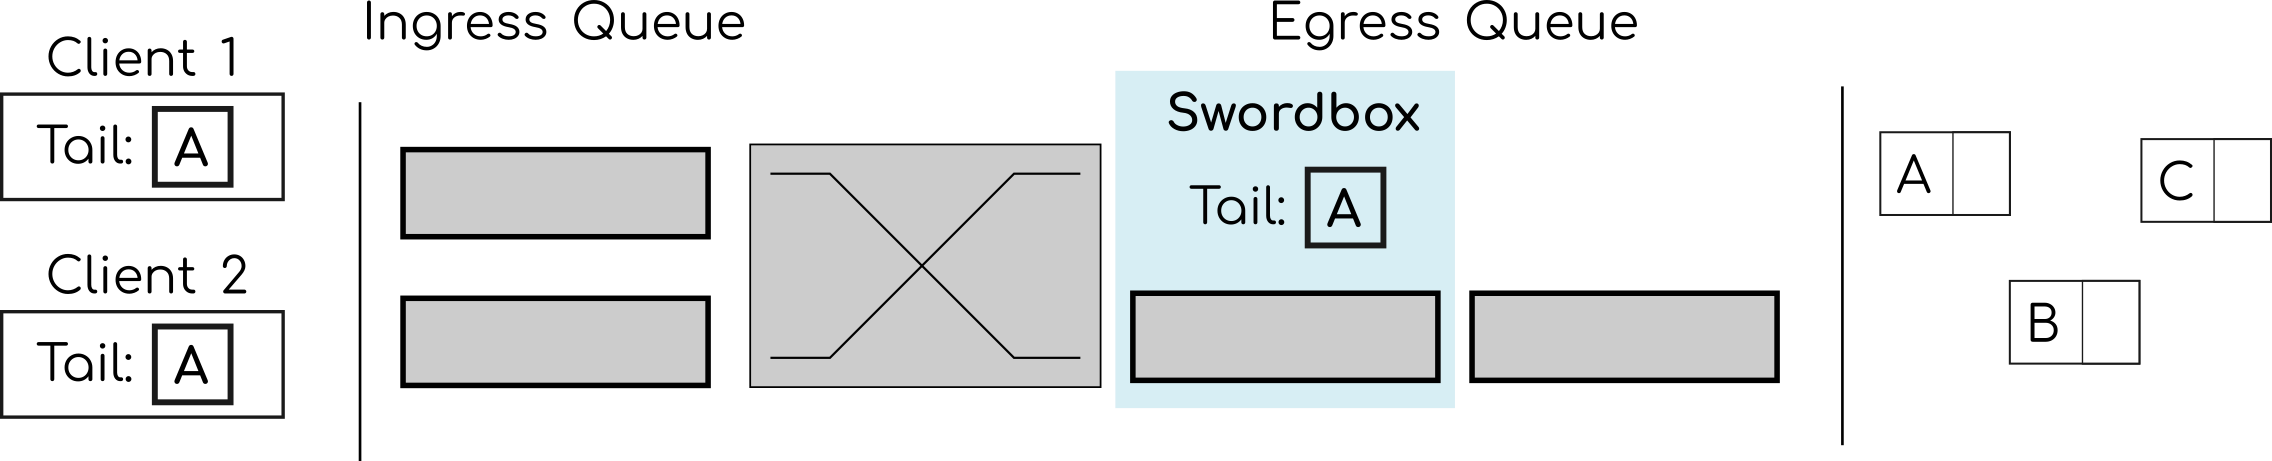 Ingress Queue
Egress Queue
Client 1
Tail: A
Client 2
Tail: A
Swordbox
Tail: A
A
C
B